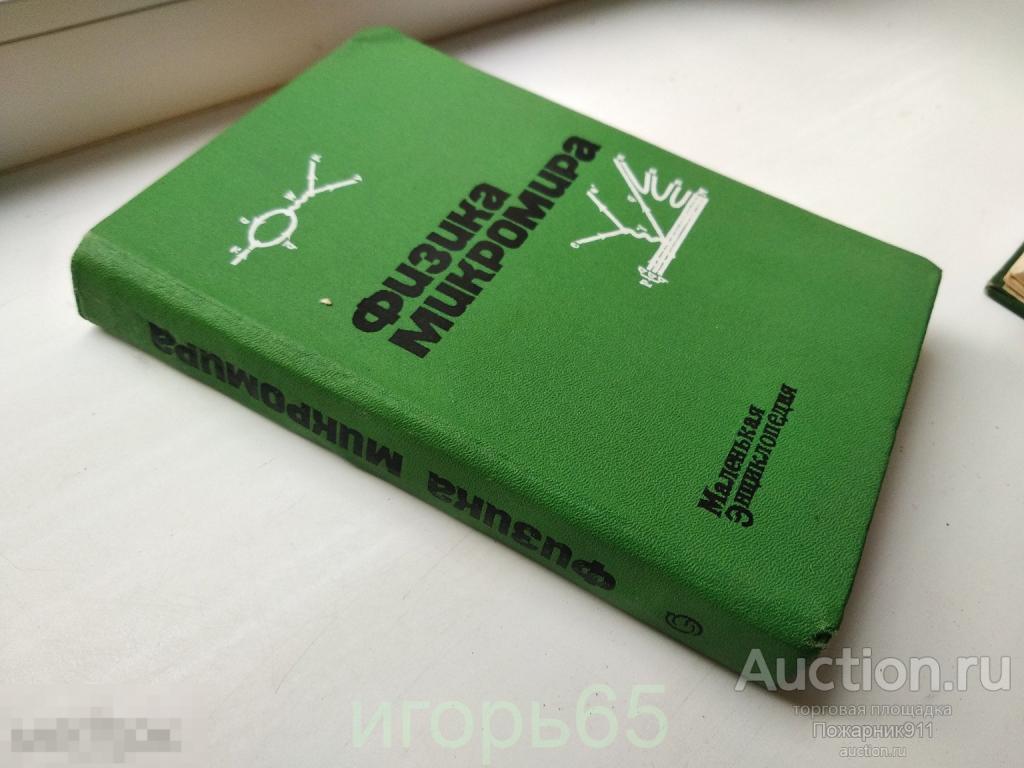 Физика
микромира
Маленькая
Энциклопедия
Физика микромира
игорь65
Auction.ru
торговая площадка
Пожарник911
auction.ru